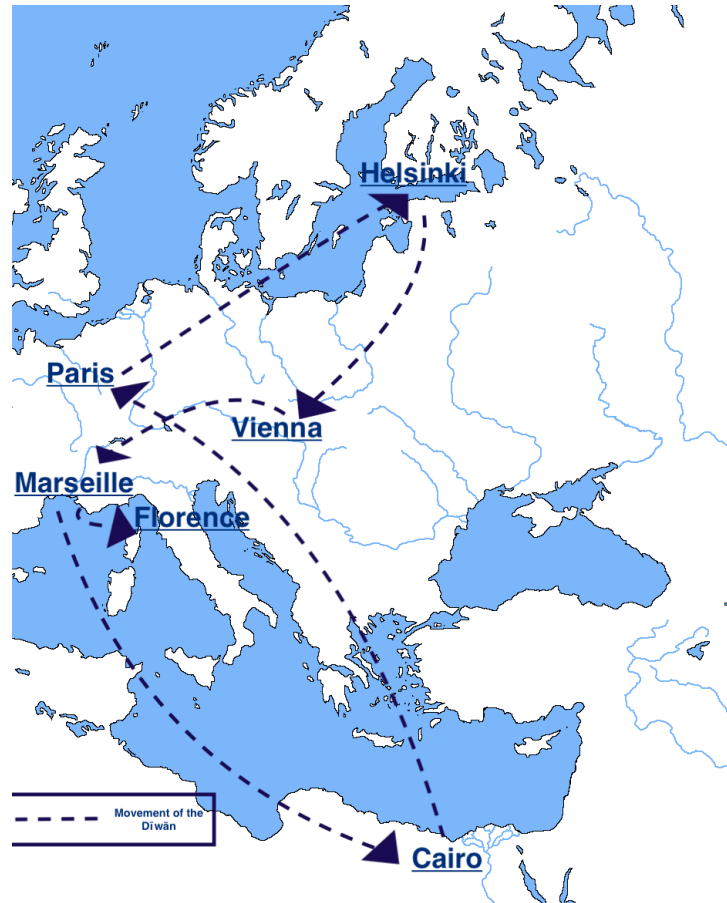 Helsinki
Paris
Vienna
Marseille
Florence
Movement of the
Dīwān
Cairo